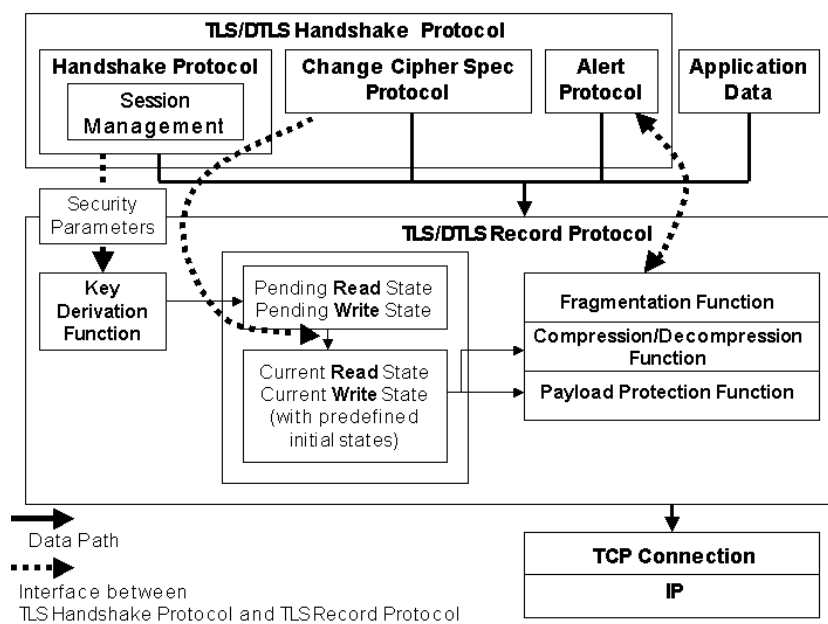 TLS/DTLS Handshake Protocol
Handshake Protocol
Session
Management
Change Cipher Spec
Protocol
Alert
Protocol
Application
Data
Security
Parameters
TLS/DTLS Record Protocol
Key
Derivation
Function
Pending Read State
Pending Write State
Current Read State
Current Write State
(with predefined
initial states)
Fragmentation Function
Compression/Decompression
Function
Payload Protection Function
Data Path
Interface between
TLS Handshake Protocol and TLS Record Protocol
TCP Connection
IP